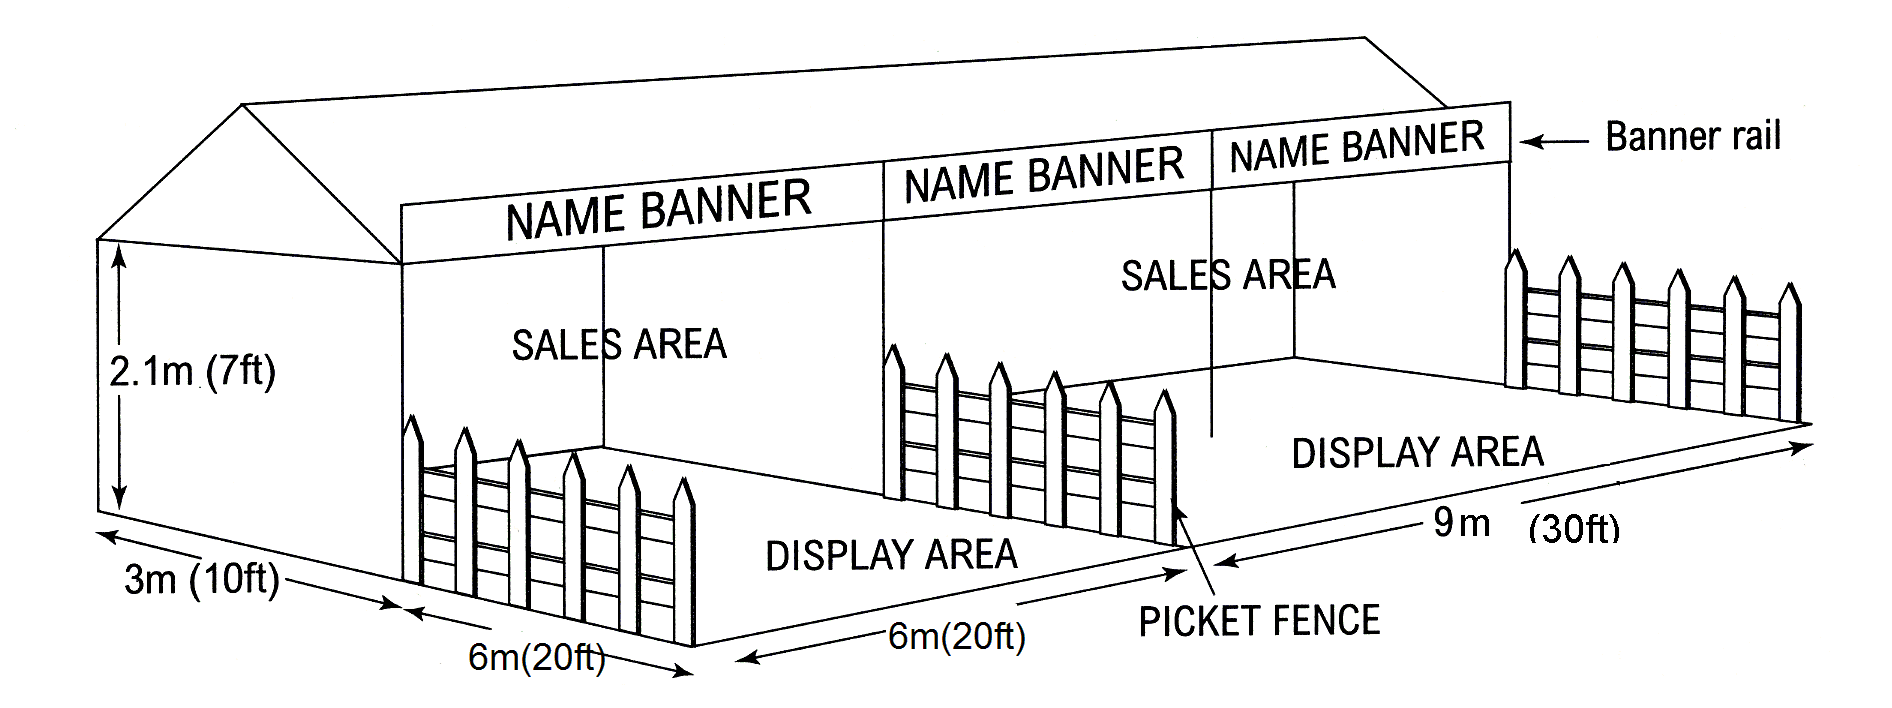 NAME BANNER
NAME BANNER
NAME BANNER
Banner rail
SALES AREA
SALES AREA
2.1m (7ft)
DISPLAY AREA
DISPLAY AREA
9m (30ft)
3m (10ft)
PICKET FENCE
6m(20ft)
6m(20ft)